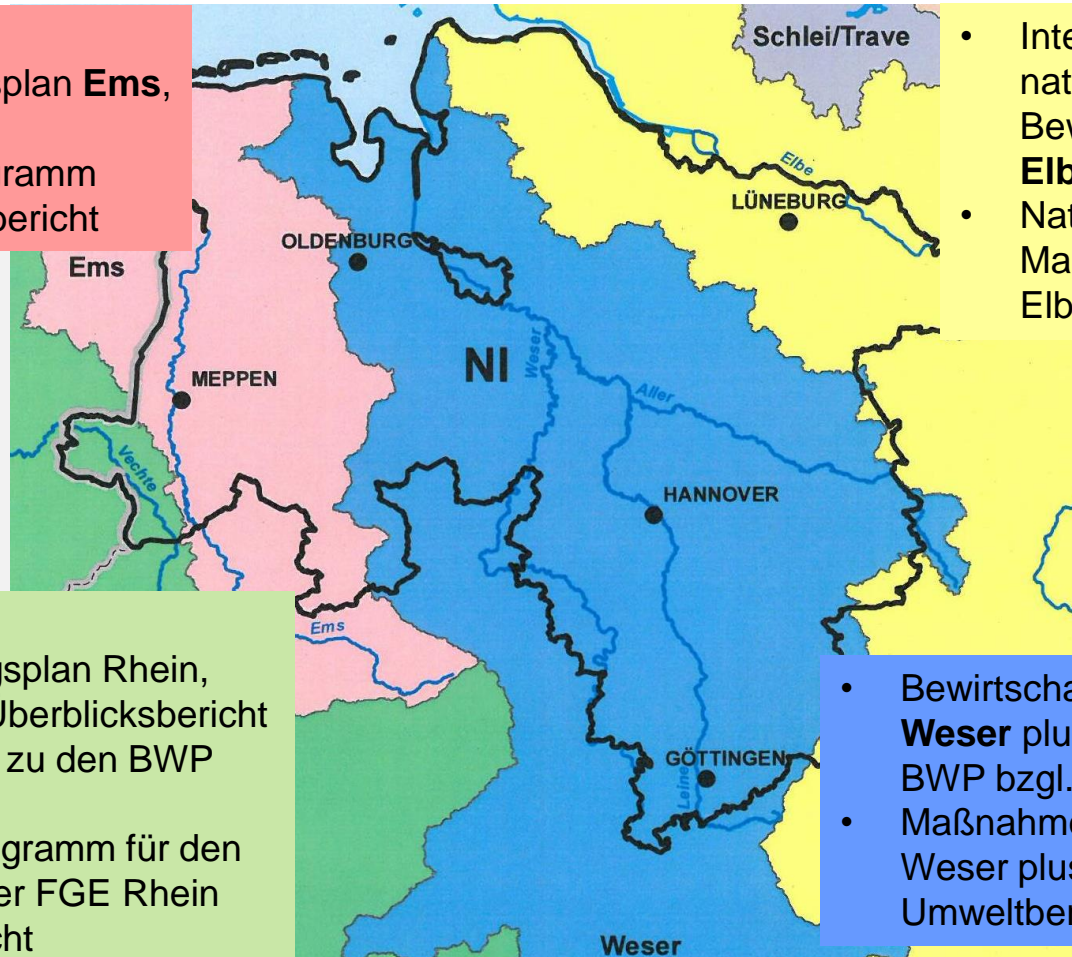 splan Ems,
gramm
bericht
Schlei/Trave
• Inte
nat
Bew
Elb
• Nat
Ma
Elb
Elbe
LÜNEBURG
OLDENBURG
Ems
MEPPEN
NI
Weser
Aller
Vechte
HANNOVER
Ems
gsplan Rhein,
Überblicksbericht
zu den BWP
gramm für den
er FGE Rhein
cht
GÖTTINGEN
Leine
• Bewirtscha
Weser plu
BWP bzgl.
• Maßnahme
Weser plus
Umweltber
Weser